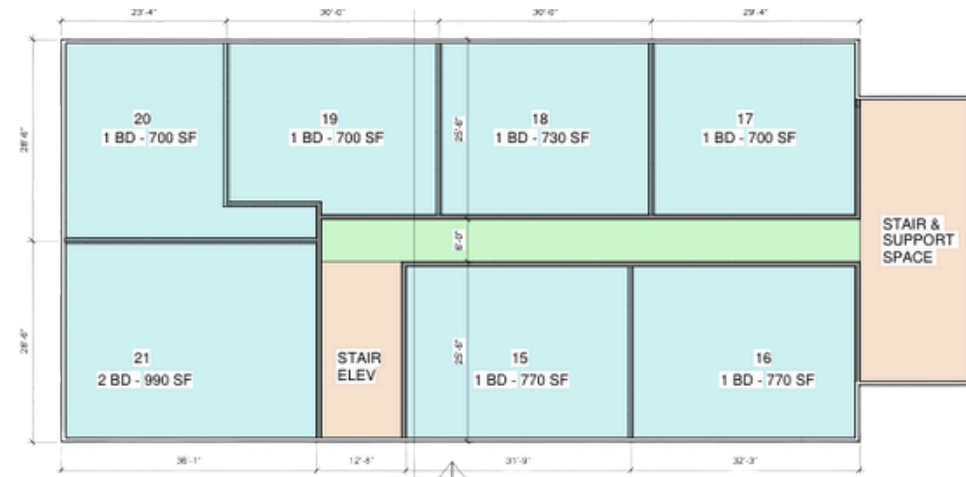 23'-4" 30'-0" 30'-0" 29'-4"
20
1 BD - 700 SF
19
1 BD - 700 SF
18
1 BD - 730 SF
17
1 BD - 700 SF
28'-6"
25'-6"
6'-0"
STAIR &
SUPPORT
SPACE
21
2 BD - 990 SF
STAIR
ELEV
15
1 BD - 770 SF
16
1 BD - 770 SF
28'-6"
25'-6"
36'-1" 12'-8" 31'-9" 32'-3"